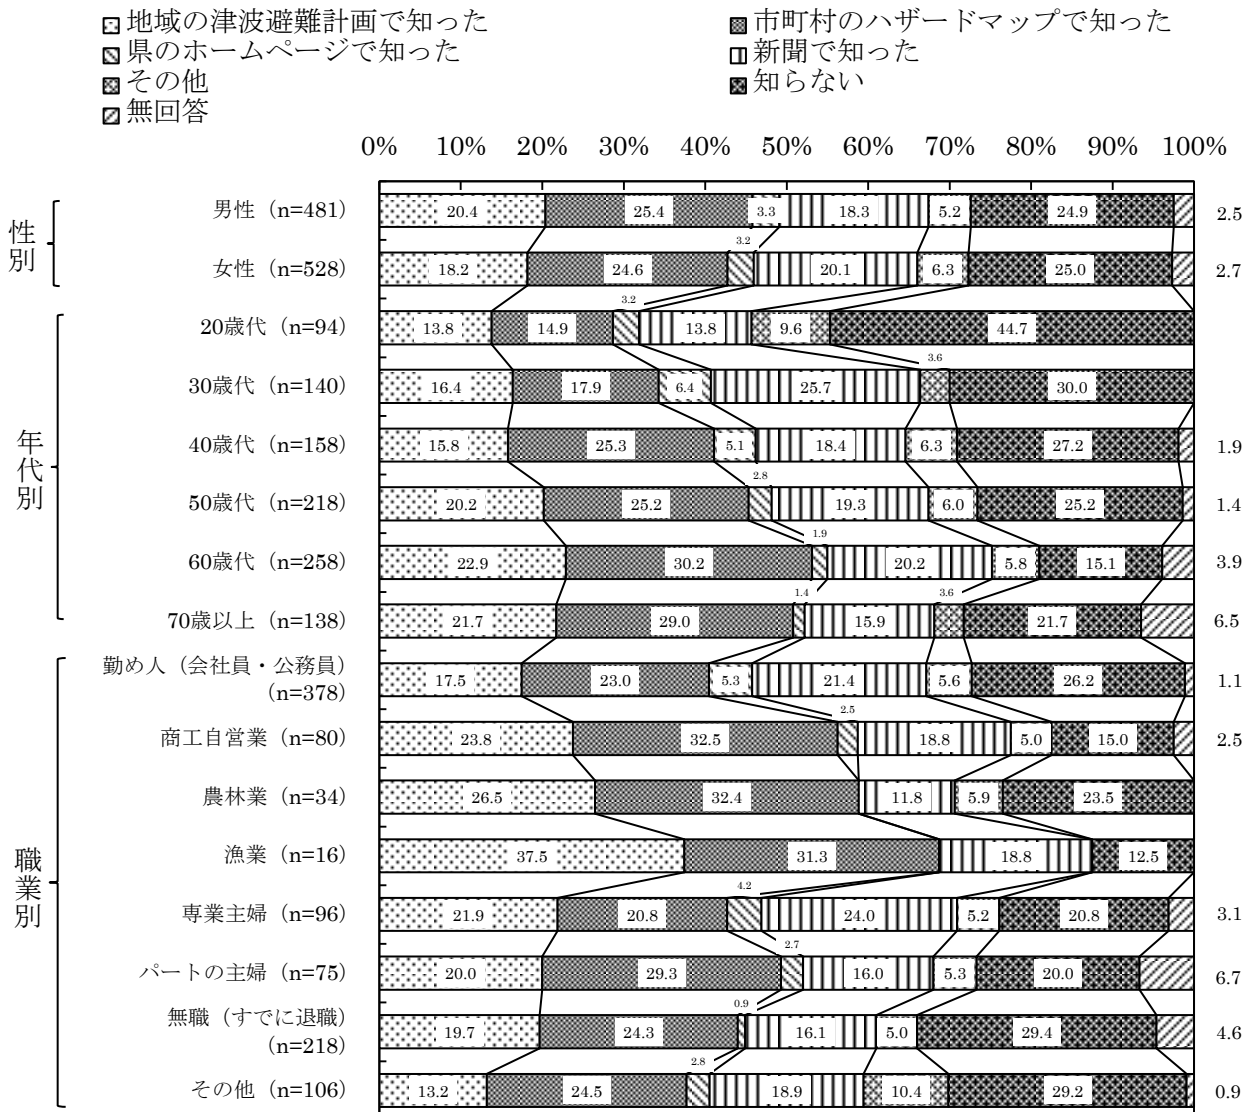 地域の津波避難計画で知った 市町村のハザードマップで知った
県のホームページで知った 新聞で知った
その他 知らない
無回答
0% 10% 20% 30% 40% 50% 60% 70% 80% 90% 100%
性別
男性（n=481） 20.4 25.4 3.3 18.3 5.2 24.9 2.5
3.2
女性（n=528） 18.2 24.6 20.1 6.3 25.0 2.7
年代別
3.2
20歳代（n=94） 13.8 14.9 13.8 9.6 44.7
3.6
30歳代（n=140） 16.4 17.9 6.4 25.7 30.0
40歳代（n=158） 15.8 25.3 5.1 18.4 6.3 27.2 1.9
2.8
50歳代（n=218） 20.2 25.2 19.3 6.0 25.2 1.4
1.9
60歳代（n=258） 22.9 30.2 20.2 5.8 15.1 3.9
1.4 3.6
70歳以上（n=138） 21.7 29.0 15.9 21.7 6.5
職業別
勤め人（会社員・公務員）
（n=378） 17.5 23.0 5.3 21.4 5.6 26.2 1.1
2.5
商工自営業（n=80） 23.8 32.5 18.8 5.0 15.0 2.5
農林業（n=34） 26.5 32.4 11.8 5.9 23.5
漁業（n=16） 37.5 31.3 18.8 12.5
4.2
専業主婦（n=96） 21.9 20.8 24.0 5.2 20.8 3.1
2.7
パートの主婦（n=75） 20.0 29.3 16.0 5.3 20.0 6.7
0.9
無職（すでに退職）
（n=218） 19.7 24.3 16.1 5.0 29.4 4.6
2.8
その他（n=106） 13.2 24.5 18.9 10.4 29.2 0.9